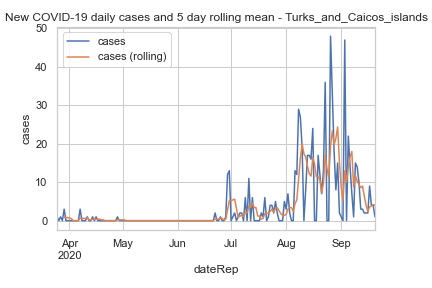 New COVID-19 daily cases and 5 day rolling mean - Turks_and_Caicos_islands
cases
cases (rolling)
50
40
30
20
10
0
cases
Apr
2020
May
Jun
Jul
Aug
Sep
dateRep